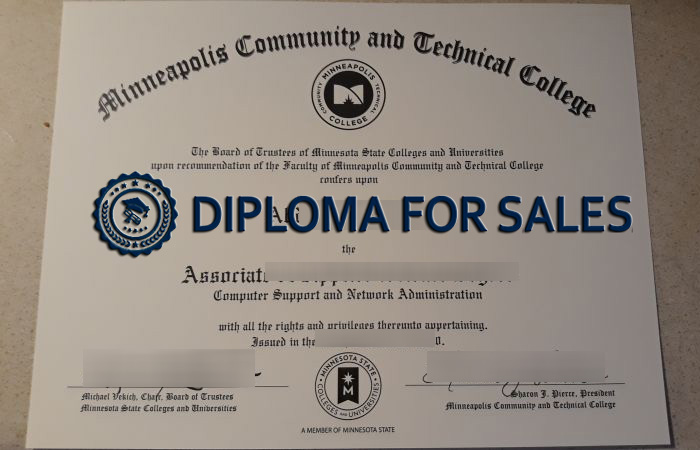 Minneapolis Community and Technical College
MINNEAPOLIS
COMMUNITY
TECHNICAL
COLLEGE
The Board of Trustees of Minnesota State Colleges and Universities
upon recommendation of the Faculty of Minneapolis Community and Technical College
confers upon
DIPLOMA FOR SALES
the
Computer Support and Network Administration
with all the rights and privileges thereunto appertaining.
Issued in the
MINNESOTA STATE
COLLEGES AND UNIVERSITIES
Michael Vekich, Chair, Board of Trustees
Minnesota State Colleges and Universities
Sharon J. Pierce, President
Minneapolis Community and Technical College
A MEMBER OF MINNESOTA STATE